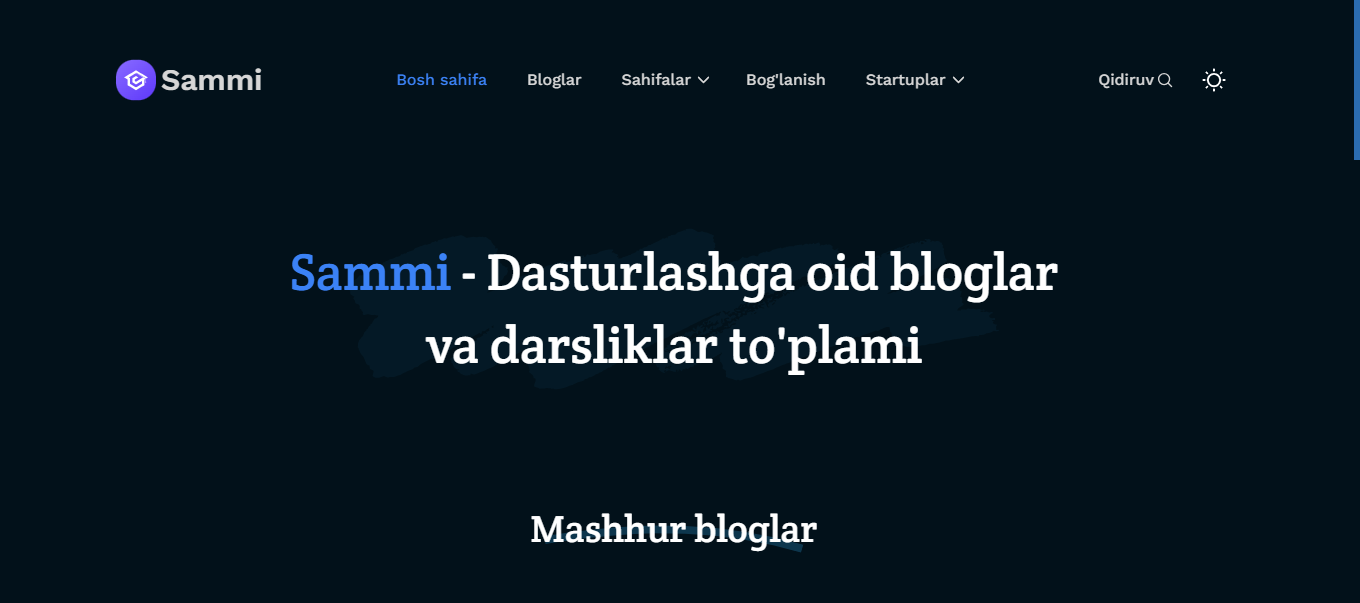 Sammi
Bosh sahifa
Bloglar
Sahifalar
Bog'lanish
Startuplar
Qidiruv
Sammi - Dasturlashga oid bloglar
va darsliklar to'plami
Mashhur bloglar